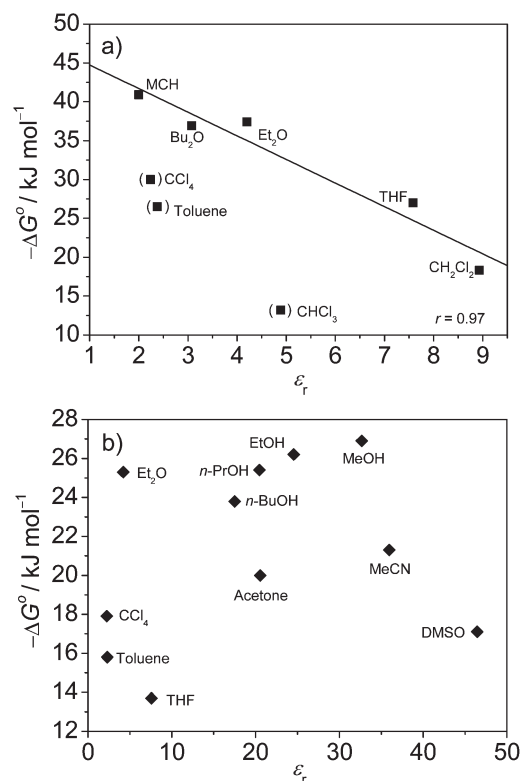 50
a)
45
MCH
40
Bu₂O
Et₂O
35
30
(■) CCl₄
THF
25
(■) Toluene
20
CH₂Cl₂
15
(■) CHCl₃
r = 0.97
10
1 2 3 4 5 6 7 8 9
εᵣ
−ΔG° / kJ mol⁻¹
28
b)
EtOH
MeOH
26
Et₂O
n-PrOH
24
n-BuOH
22
MeCN
20
Acetone
18
CCl₄
DMSO
16
Toluene
14
THF
12
0 10 20 30 40 50
εᵣ
−ΔG° / kJ mol⁻¹